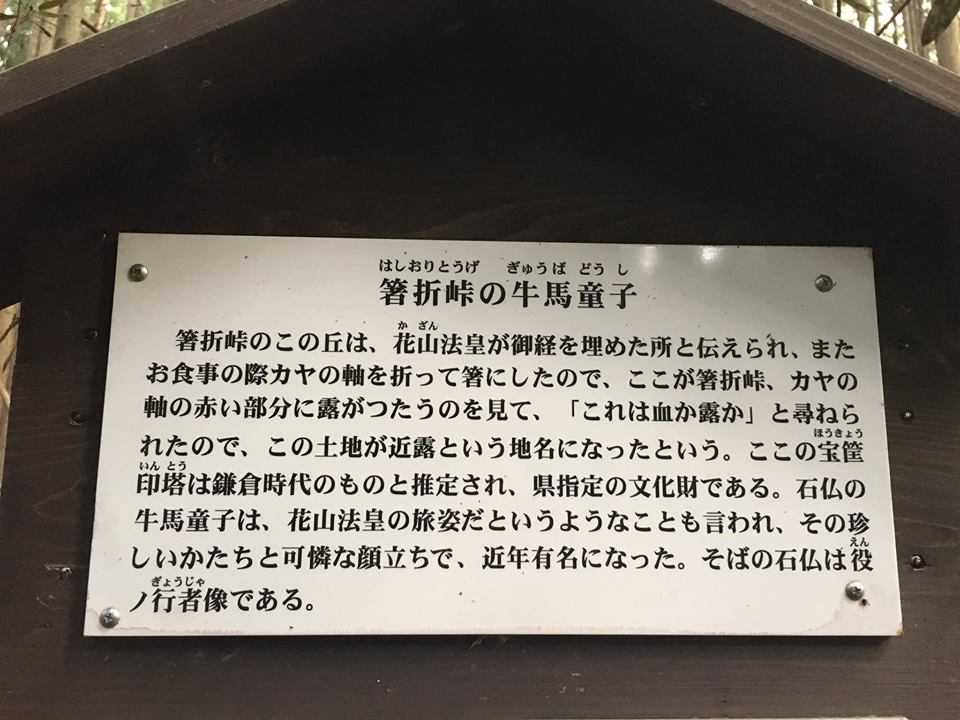 はしおりとうげ ぎゅうば どう し
箸折峠の牛馬童子
か ざん
箸折峠のこの丘は、花山法皇が御経を埋めた所と伝えられ、また
お食事の際カヤの軸を折って箸にしたので、ここが箸折峠、カヤの
軸の赤い部分に露がつたうのを見て、「これは血か露か」と尋ねら
れたので、この土地が近露という地名になったという。ここの宝筐
ほうきょう
いん とう
印塔は鎌倉時代のものと推定され、県指定の文化財である。石仏の
牛馬童子は、花山法皇の旅姿だというようなことも言われ、その珍
しいかたちと可憐な顔立ちで、近年有名になった。そばの石仏は役
えん
ぎょうじゃ
ノ行者像である。